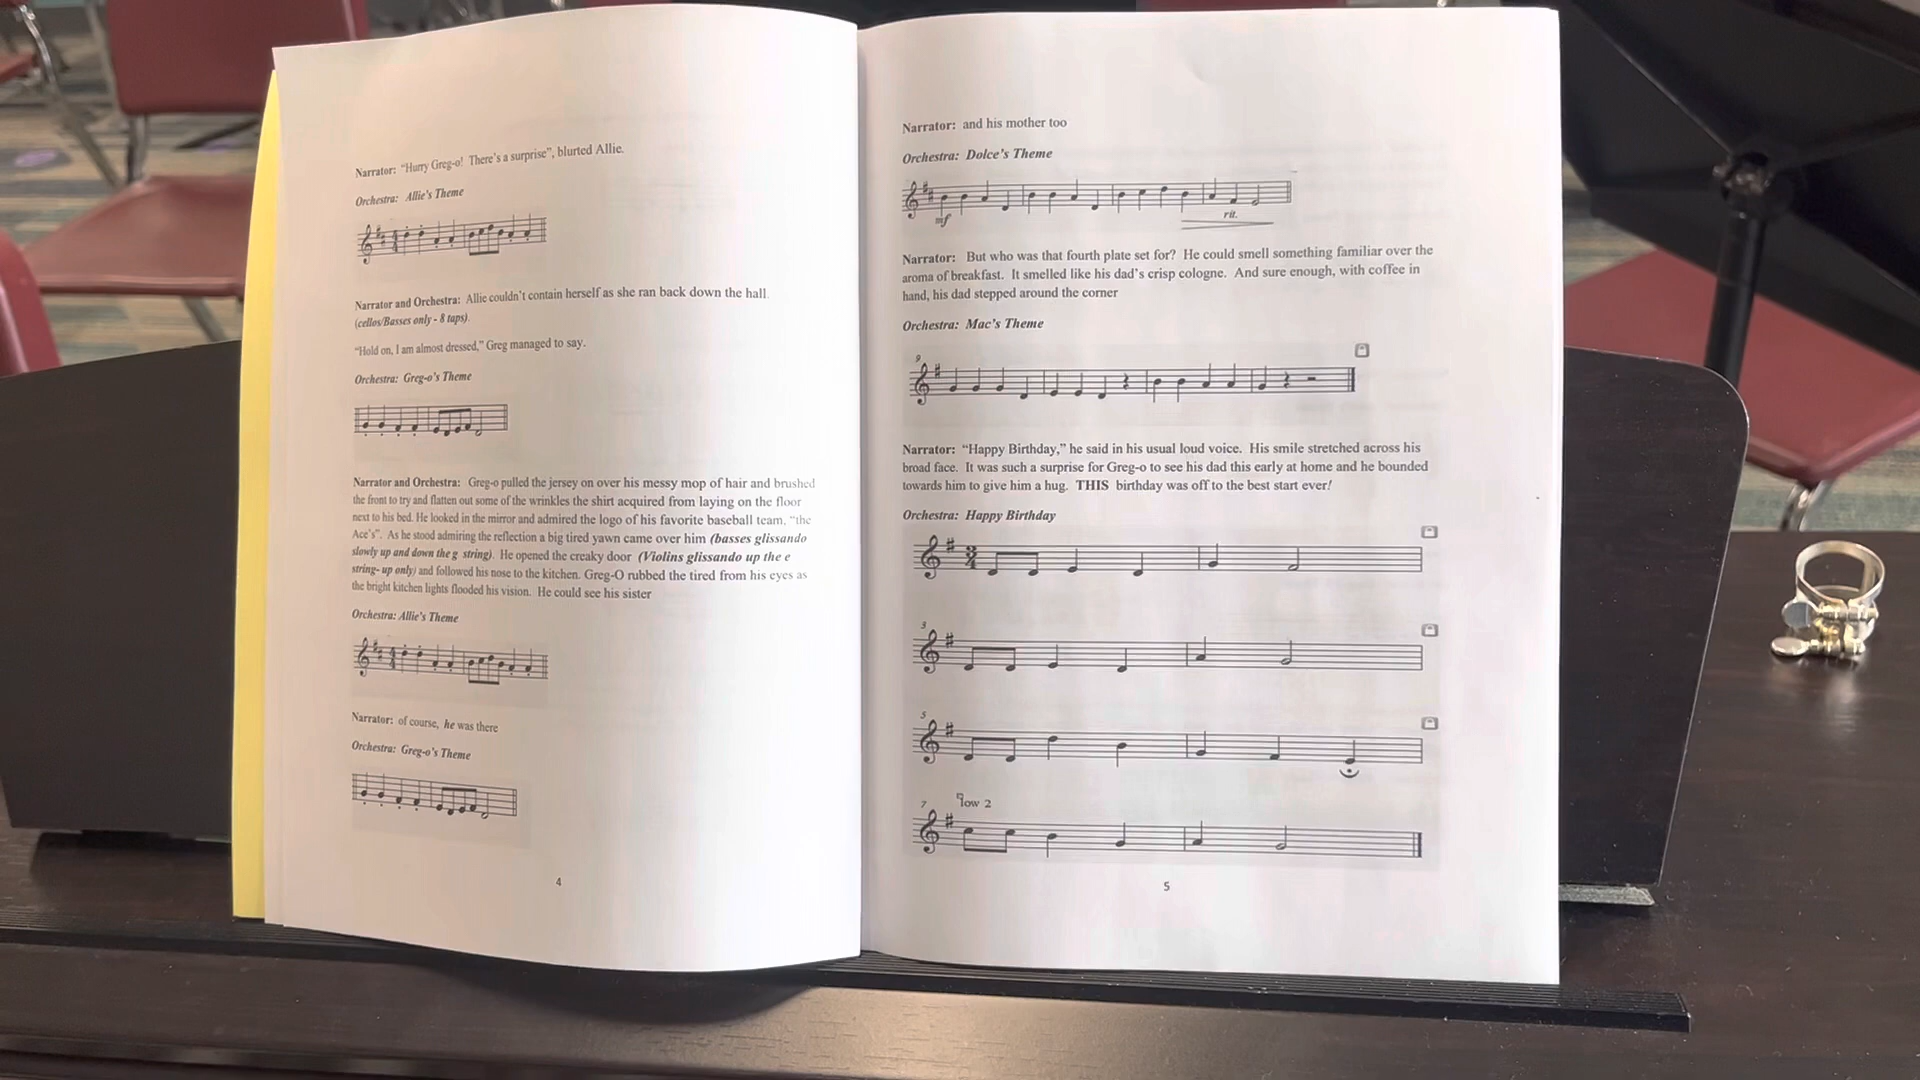 Narrator: "Hurry Greg-o! There's a surprise", blurted Allie.
Orchestra: Allie's Theme
Narrator and Orchestra: Allie couldn't contain herself as she ran back down the hall.
(cellos/Basses only - 8 taps).
"Hold on, I am almost dressed," Greg managed to say.
Orchestra: Greg-o's Theme
Narrator and Orchestra: Greg-o pulled the jersey on over his messy mop of hair and brushed
the front to try and flatten out some of the wrinkles the shirt acquired from laying on the floor
next to his bed. He looked in the mirror and admired the logo of his favorite baseball team, "the
Ace's". As he stood admiring the reflection a big tired yawn came over him (basses glissando
slowly up and down the g string). He opened the creaky door (Violins glissando up the e
string- up only) and followed his nose to the kitchen. Greg-O rubbed the tired from his eyes as
the bright kitchen lights flooded his vision. He could see his sister
Orchestra: Allie's Theme
Narrator: of course, he was there
Orchestra: Greg-o's Theme
4
Narrator: and his mother too
Orchestra: Dolce's Theme
mf
rit.
Narrator: But who was that fourth plate set for? He could smell something familiar over the
aroma of breakfast. It smelled like his dad's crisp cologne. And sure enough, with coffee in
hand, his dad stepped around the corner
Orchestra: Mac's Theme
9
Narrator: "Happy Birthday," he said in his usual loud voice. His smile stretched across his
broad face. It was such a surprise for Greg-o to see his dad this early at home and he bounded
towards him to give him a hug. THIS birthday was off to the best start ever!
Orchestra: Happy Birthday
3
4
3
5
7
low 2
5